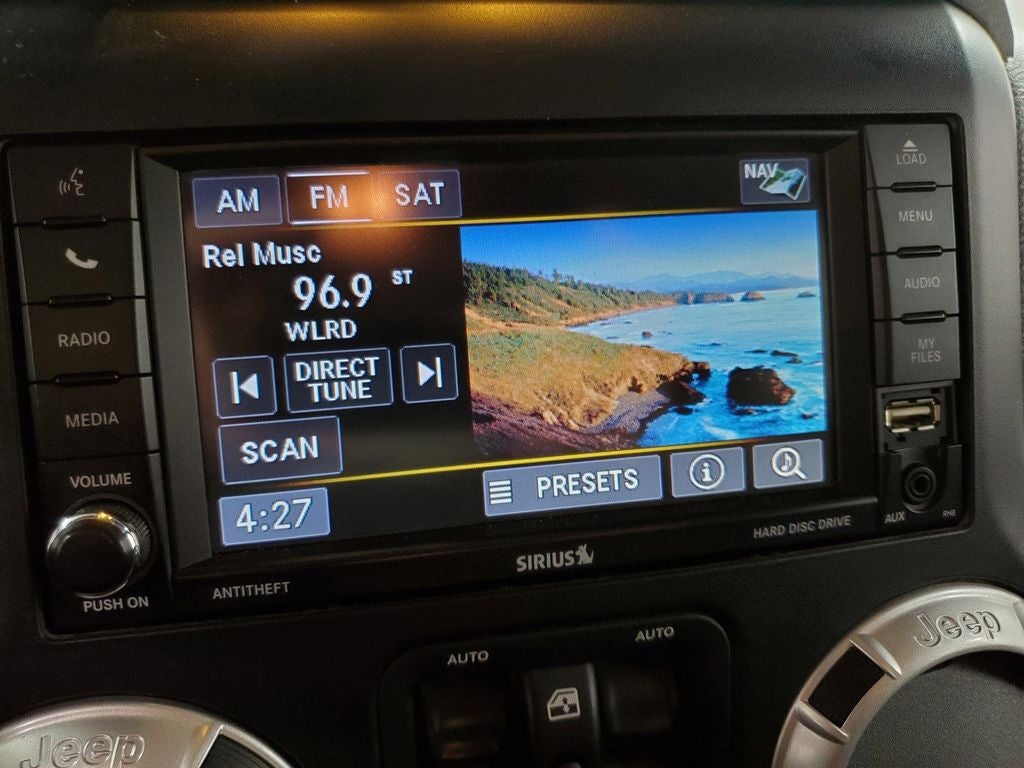 LOAD
MENU
AUDIO
MY
FILES
RADIO
MEDIA
VOLUME
PUSH ON
AM
FM
SAT
NAV
Rel Musc
96.9 ST
WLRD
DIRECT
TUNE
SCAN
4:27
PRESETS
i
ANTITHEFT
SIRIUS
HARD DISC DRIVE
AUX
RHB
AUTO
AUTO
Jeep
Jeep